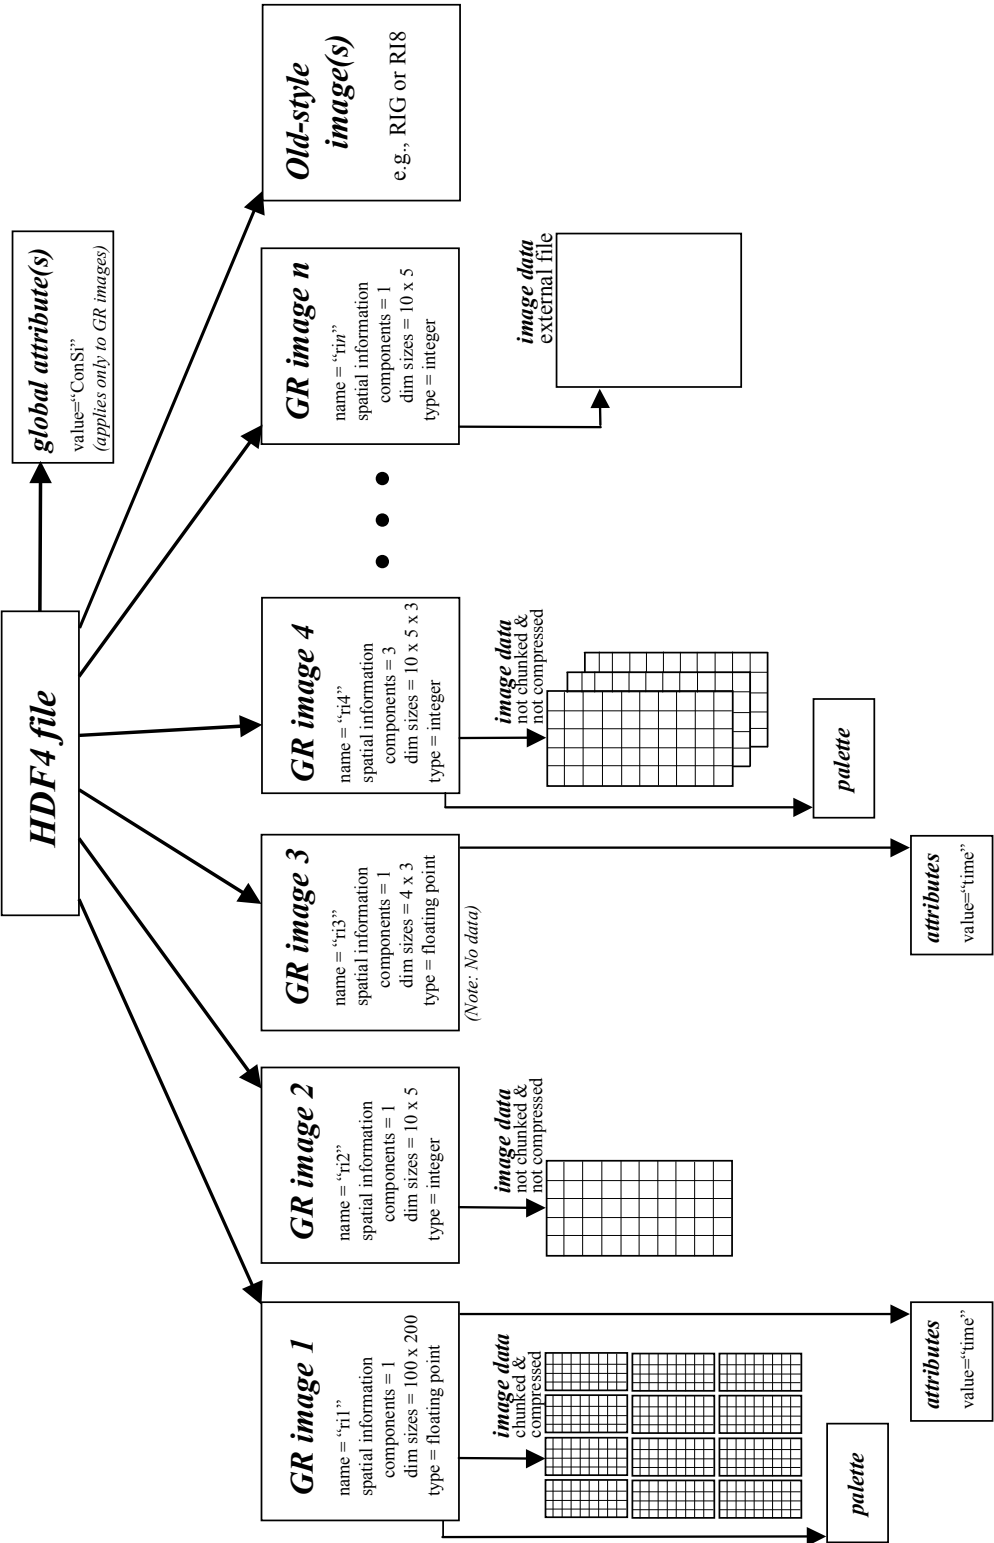 HDF4 file
global attribute(s)
value=“ConSi”
(applies only to GR images)
GR image 1
name = “ri1”
spatial information
components = 1
dim sizes = 100 x 200
type = floating point
GR image 2
name = “ri2”
spatial information
components = 1
dim sizes = 10 x 5
type = integer
GR image 3
name = “ri3”
spatial information
components = 1
dim sizes = 4 x 3
type = floating point
(Note: No data)
GR image 4
name = “ri4”
spatial information
components = 3
dim sizes = 10 x 5 x 3
type = integer
GR image n
name = “rin”
spatial information
components = 1
dim sizes = 10 x 5
type = integer
Old-style
image(s)
e.g., RIG or RI8
image data
chunked &
compressed
image data
not chunked &
not compressed
image data
not chunked &
not compressed
image data
external file
palette
attributes
value=“time”
attributes
value=“time”
palette